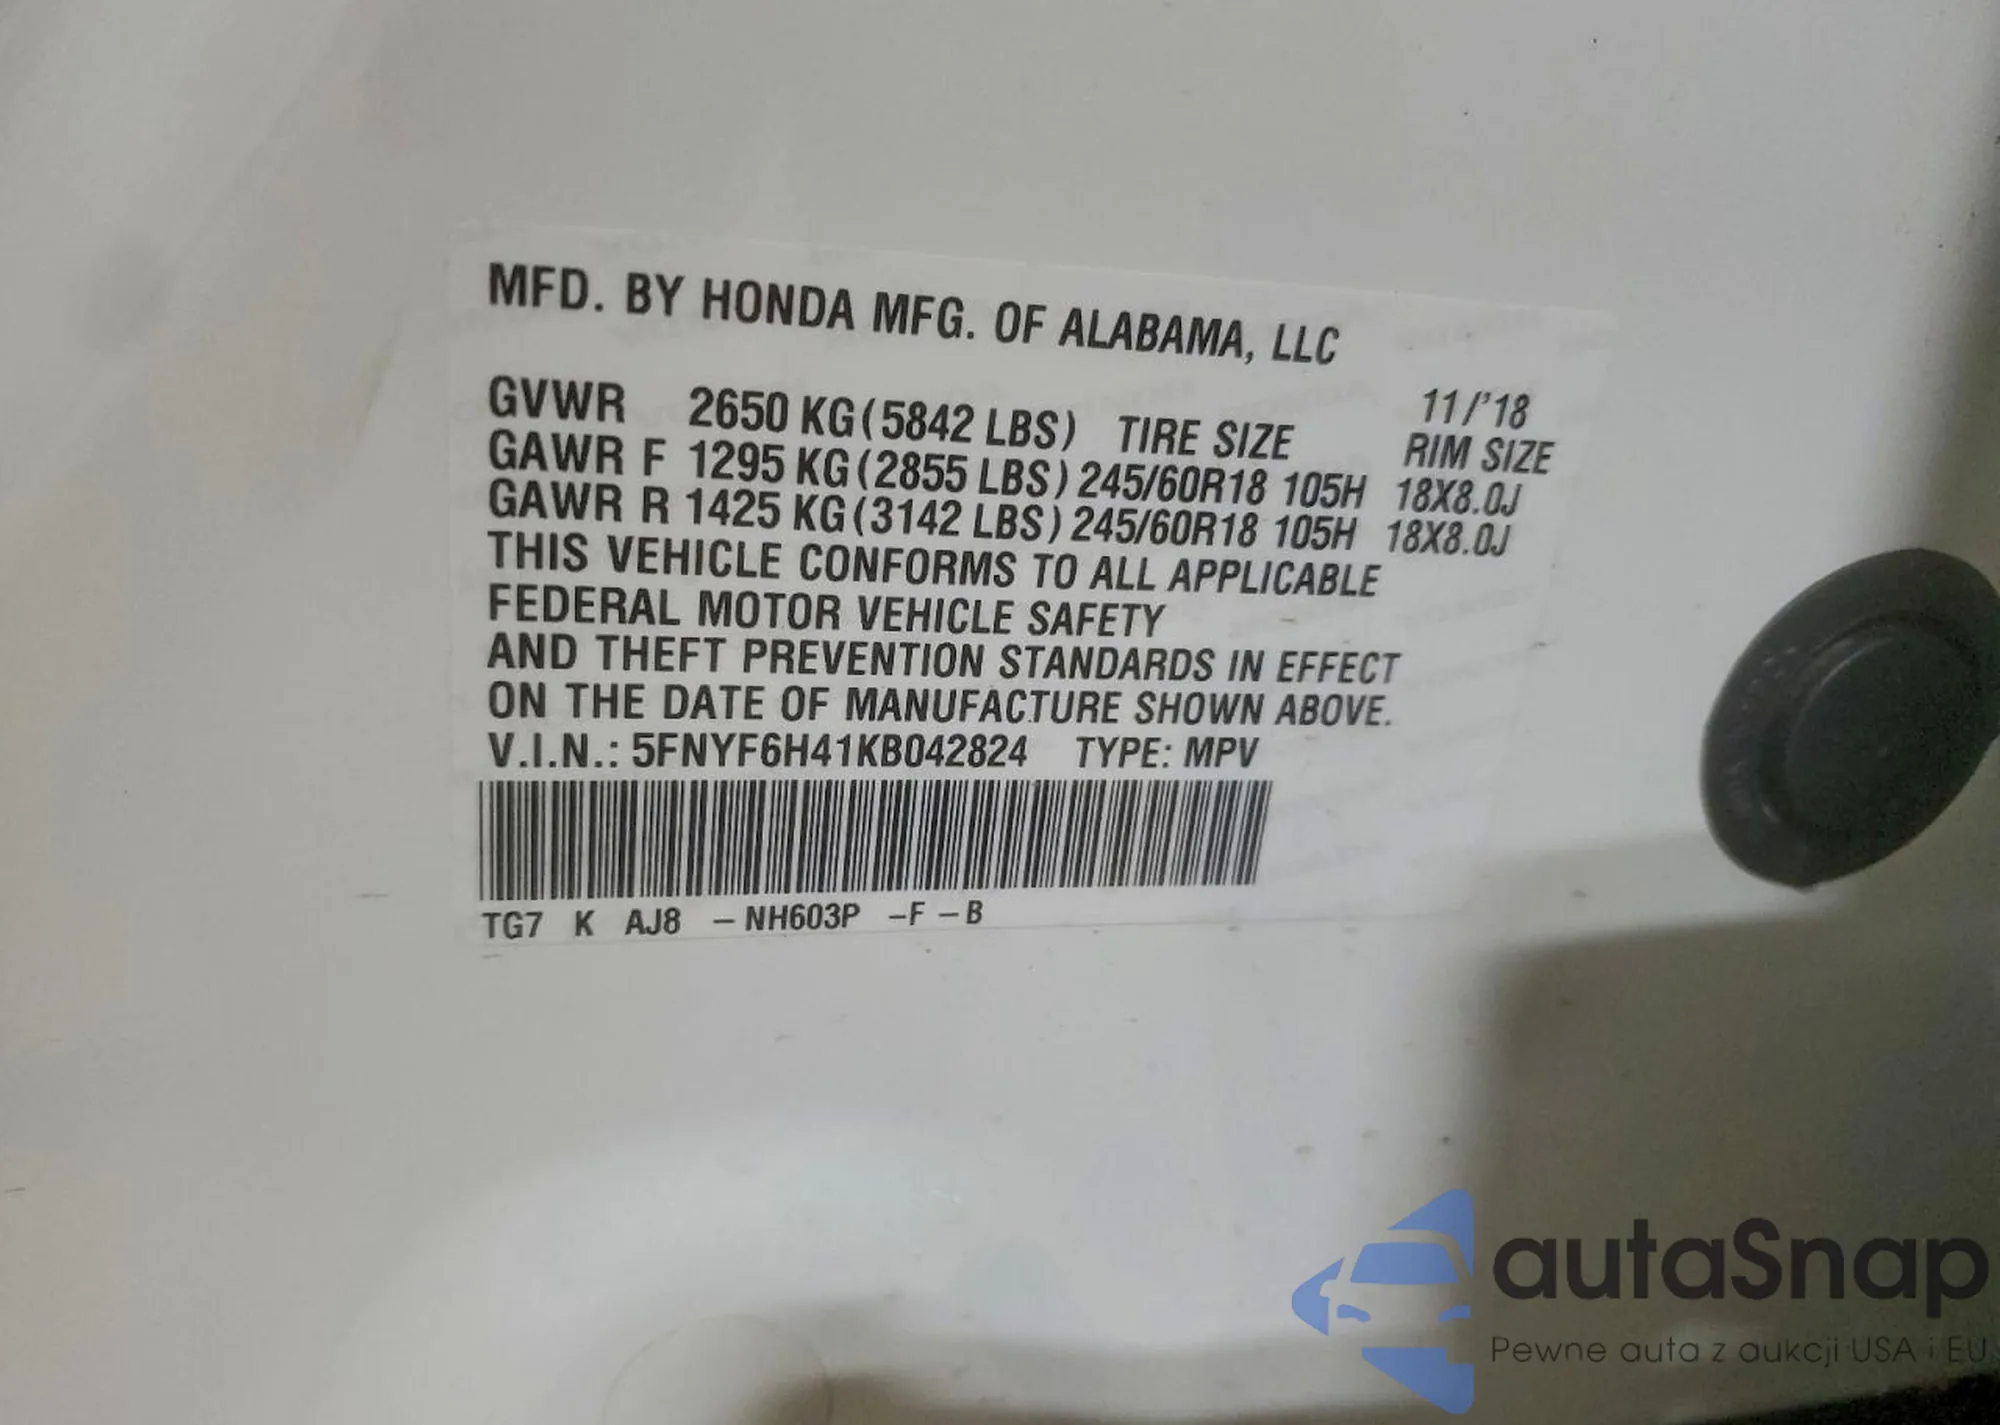 MFD. BY HONDA MFG. OF ALABAMA, LLC
11/'18
GVWR 2650 KG (5842 LBS) TIRE SIZE RIM SIZE
GAWR F 1295 KG (2855 LBS) 245/60R18 105H 18X8.0J
GAWR R 1425 KG (3142 LBS) 245/60R18 105H 18X8.0J
THIS VEHICLE CONFORMS TO ALL APPLICABLE
FEDERAL MOTOR VEHICLE SAFETY
AND THEFT PREVENTION STANDARDS IN EFFECT
ON THE DATE OF MANUFACTURE SHOWN ABOVE.
V.I.N.: 5FNYF6H41KB042824 TYPE: MPV
TG7 K AJ8 – NH603P –F – B
autaSnap
Pewne auta z aukcji USA i EU